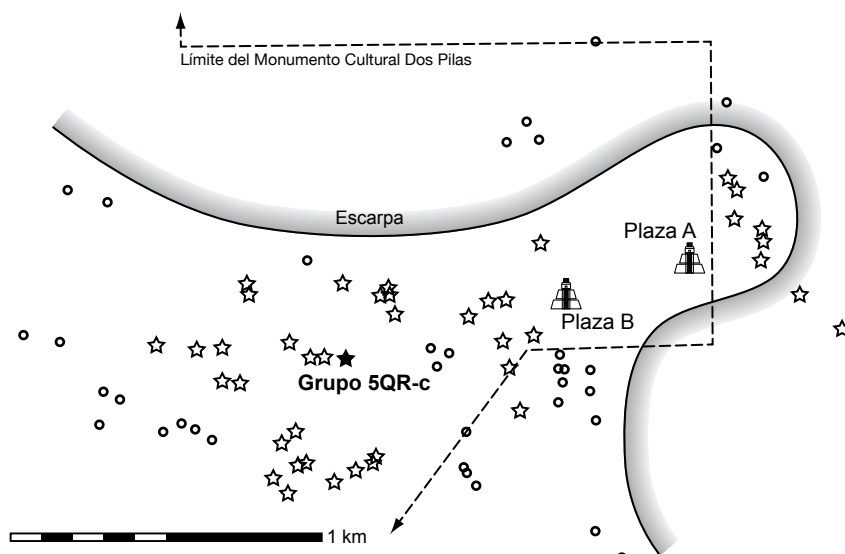 Límite del Monumento Cultural Dos Pilas
Escarpa
Plaza A
Plaza B
Grupo 5QR-c
1 km